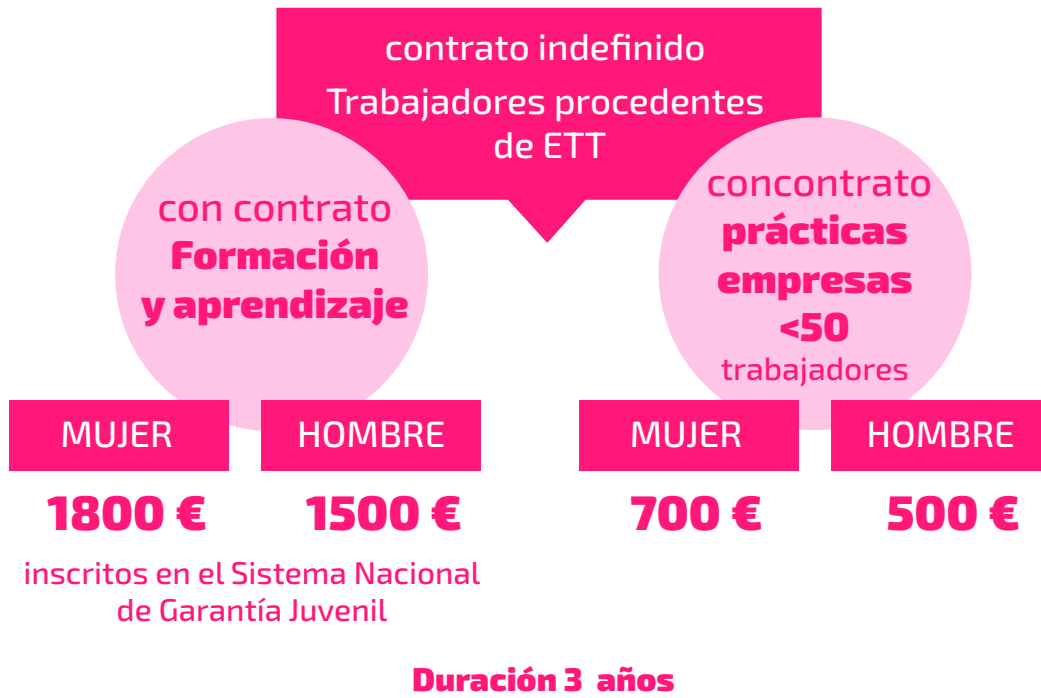 contrato indefinido
Trabajadores procedentes
de ETT
con contrato
Formación
y aprendizaje
concontrato
prácticas
empresas
<50
trabajadores
MUJER
HOMBRE
MUJER
HOMBRE
1800 €
1500 €
700 €
500 €
inscritos en el Sistema Nacional
de Garantía Juvenil
Duración 3 años